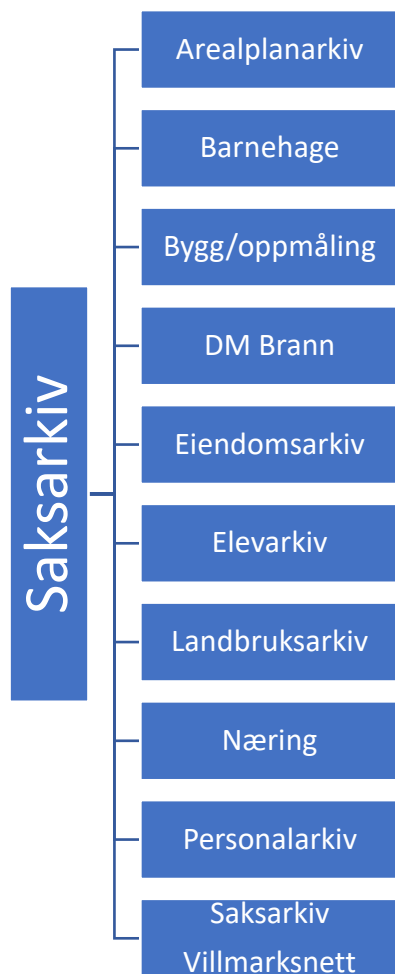 Saksarkiv
Arealplanarkiv
Barnehage
Bygg/oppmåling
DM Brann
Eiendomsarkiv
Elevarkiv
Landbruksarkiv
Næring
Personalarkiv
Saksarkiv
Villmarksnett